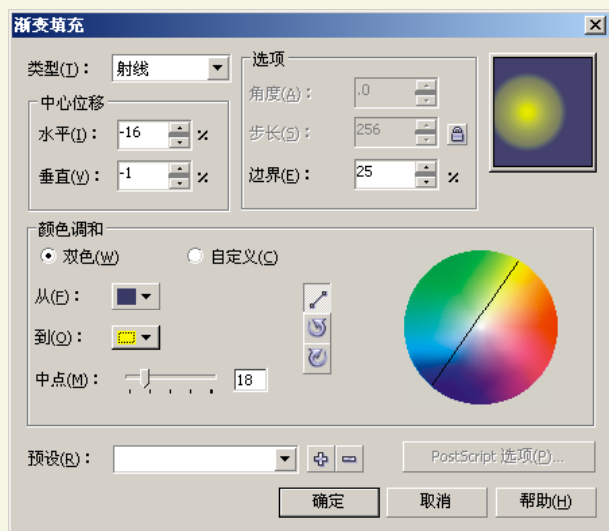 渐变填充
类型(T)： 射线
选项
角度(A)： .0
中心位移
水平(I)： -16 %
步长(S)： 256
垂直(V)： -1 %
边界(E)： 25 %
颜色调和
双色(W) 自定义(C)
从(F)：
到(O)：
中点(M)： 18
预设(R)： PostScript 选项(P)...
确定 取消 帮助(H)